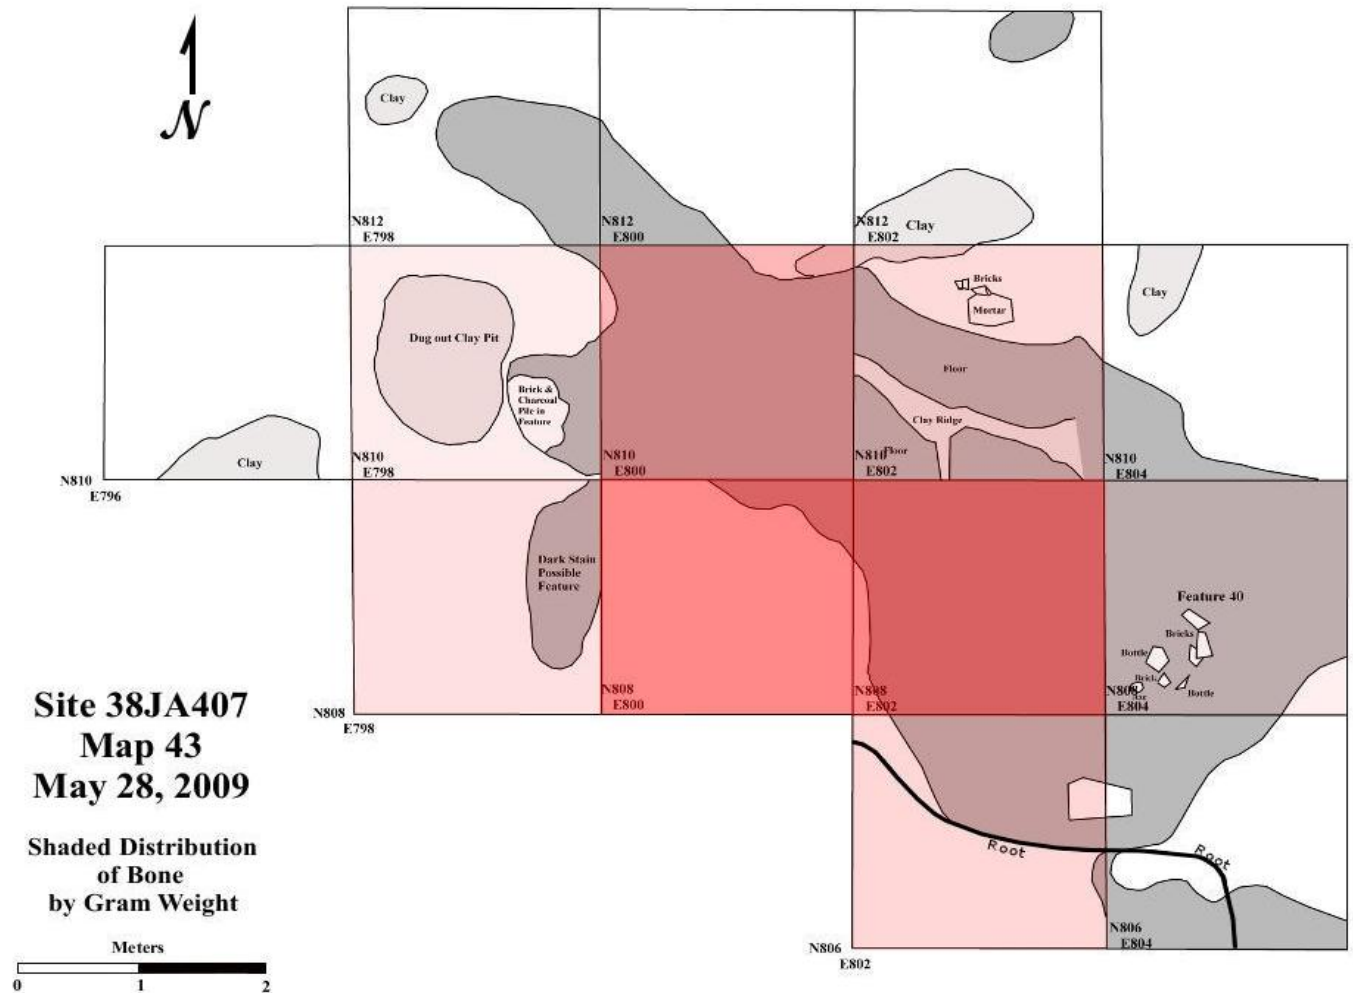 N
Clay
N812
E798
N812
E800
N812
E802
Clay
Bricks
Mortar
Clay
Dug out Clay Pit
Floor
Brick &
Charcoal
Pile in
Feature
Clay Ridge
Floor
Clay
N810
E796
N810
E798
N810
E800
N810
E802
N810
E804
Dark Stain
Possible
Feature
Feature 40
Bricks
Bottle
Brick
Bottle
N808
E798
N808
E800
N808
E802
N808
E804
Root
Root
N806
E802
N806
E804
Site 38JA407
Map 43
May 28, 2009
Shaded Distribution
of Bone
by Gram Weight
Meters
0 1 2